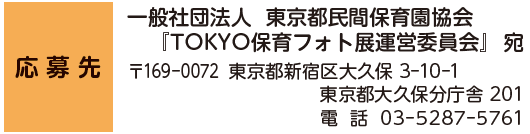 応募先
一般社団法人 東京都民間保育園協会
『TOKYO保育フォト展運営委員会』宛
〒169-0072 東京都新宿区大久保 3-10-1
東京都大久保分庁舎 201
電話 03-5287-5761